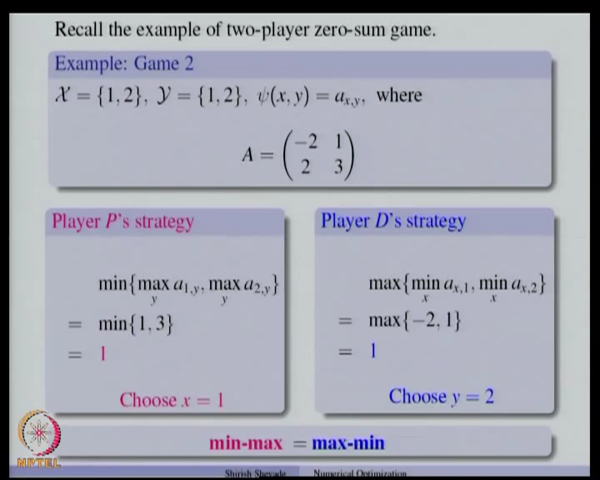 Recall the example of two-player zero-sum game.
Example: Game 2
𝒳 = {1, 2}, 𝒴 = {1, 2}, ψ(x, y) = a_{x,y}, where
A = ( −2 1
2 3 )
Player P's strategy
min{max_y a_{1,y}, max_y a_{2,y}}
= min{1, 3}
= 1
Choose x = 1
Player D's strategy
max{min_x a_{x,1}, min_x a_{x,2}}
= max{−2, 1}
= 1
Choose y = 2
min-max = max-min
NPTEL
Shirish Shevade Numerical Optimization